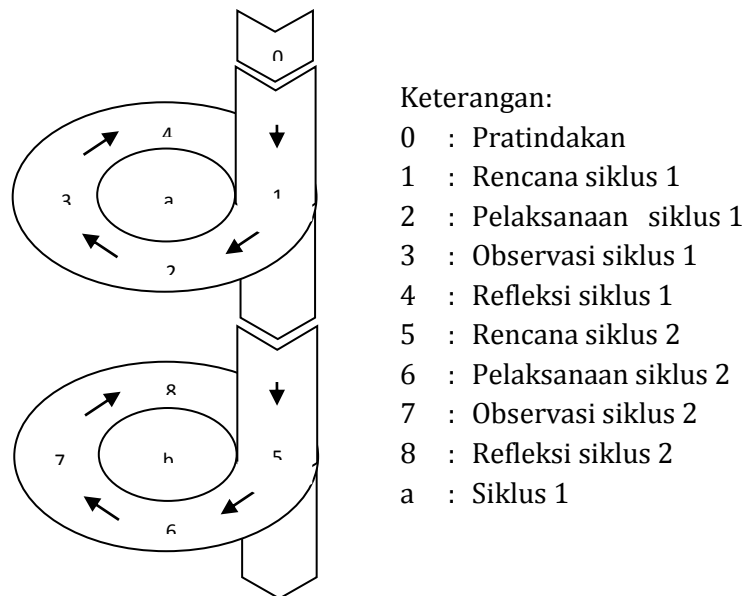 0
4
3
a
1
2
8
7
b
5
6
Keterangan:
0 : Pratindakan
1 : Rencana siklus 1
2 : Pelaksanaan siklus 1
3 : Observasi siklus 1
4 : Refleksi siklus 1
5 : Rencana siklus 2
6 : Pelaksanaan siklus 2
7 : Observasi siklus 2
8 : Refleksi siklus 2
a : Siklus 1